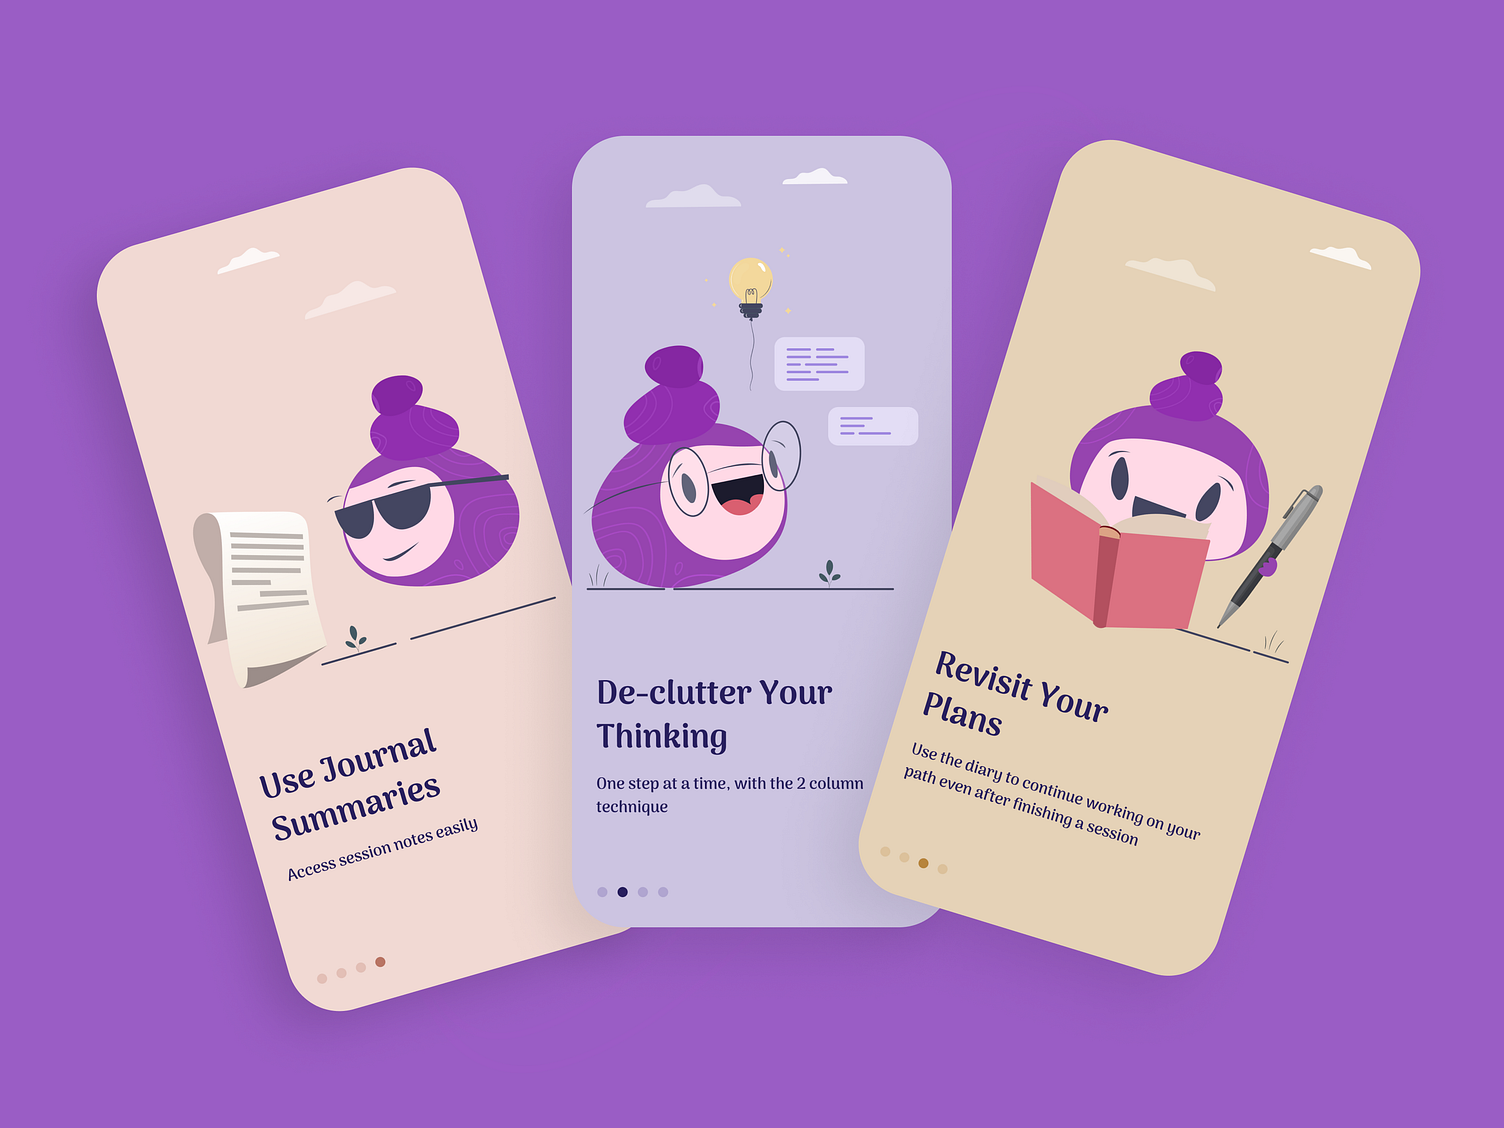 Use Journal
Summaries
Access session notes easily
De-clutter Your
Thinking
One step at a time, with the 2 column
technique
Revisit Your
Plans
Use the diary to continue working on your
path even after finishing a session